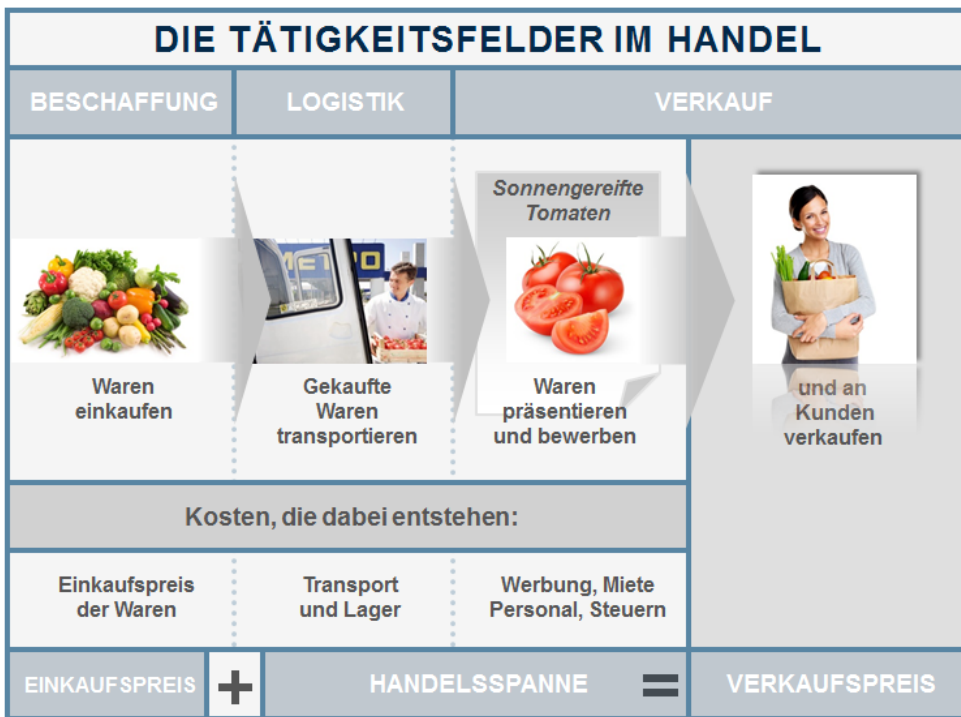 DIE TÄTIGKEITSFELDER IM HANDEL
BESCHAFFUNG
LOGISTIK
VERKAUF
Waren
einkaufen
METRO
Gekaufte
Waren
transportieren
Sonnengereifte
Tomaten
Waren
präsentieren
und bewerben
und an
Kunden
verkaufen
Kosten, die dabei entstehen:
Einkaufspreis
der Waren
Transport
und Lager
Werbung, Miete
Personal, Steuern
EINKAUFSPREIS
+
HANDELSSPANNE
=
VERKAUFSPREIS